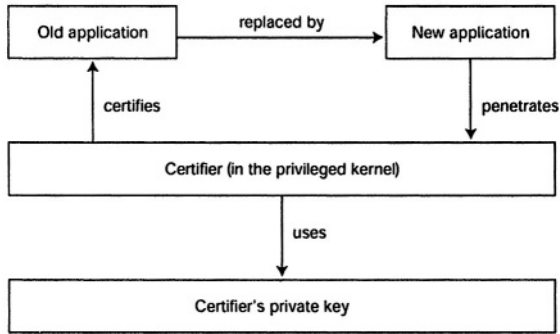 Old application
replaced by
New application
certifies
penetrates
Certifier (in the privileged kernel)
uses
Certifier's private key